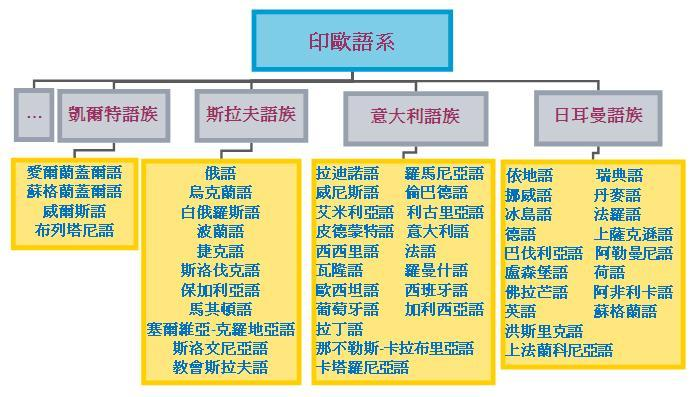 印歐語系
...
凱爾特語族
斯拉夫語族
意大利語族
日耳曼語族
愛爾蘭蓋爾語
蘇格蘭蓋爾語
威爾斯語
布列塔尼語
俄語
烏克蘭語
白俄羅斯語
波蘭語
捷克語
斯洛伐克語
保加利亞語
馬其頓語
塞爾維亞-克羅地亞語
斯洛文尼亞語
教會斯拉夫語
拉迪諾語 羅馬尼亞語
威尼斯語 倫巴德語
艾米利亞語 利古里亞語
皮德蒙特語 意大利語
西西里語 法語
瓦隆語 羅曼什語
歐西坦語 西班牙語
葡萄牙語 加利西亞語
拉丁語
那不勒斯-卡拉布里亞語
卡塔羅尼亞語
依地語 瑞典語
挪威語 丹麥語
冰島語 法羅語
德語 上薩克遜語
巴伐利亞語 阿勒曼尼語
盧森堡語 荷語
佛拉芒語 阿非利卡語
英語 蘇格蘭語
洪斯里克語
上法蘭科尼亞語